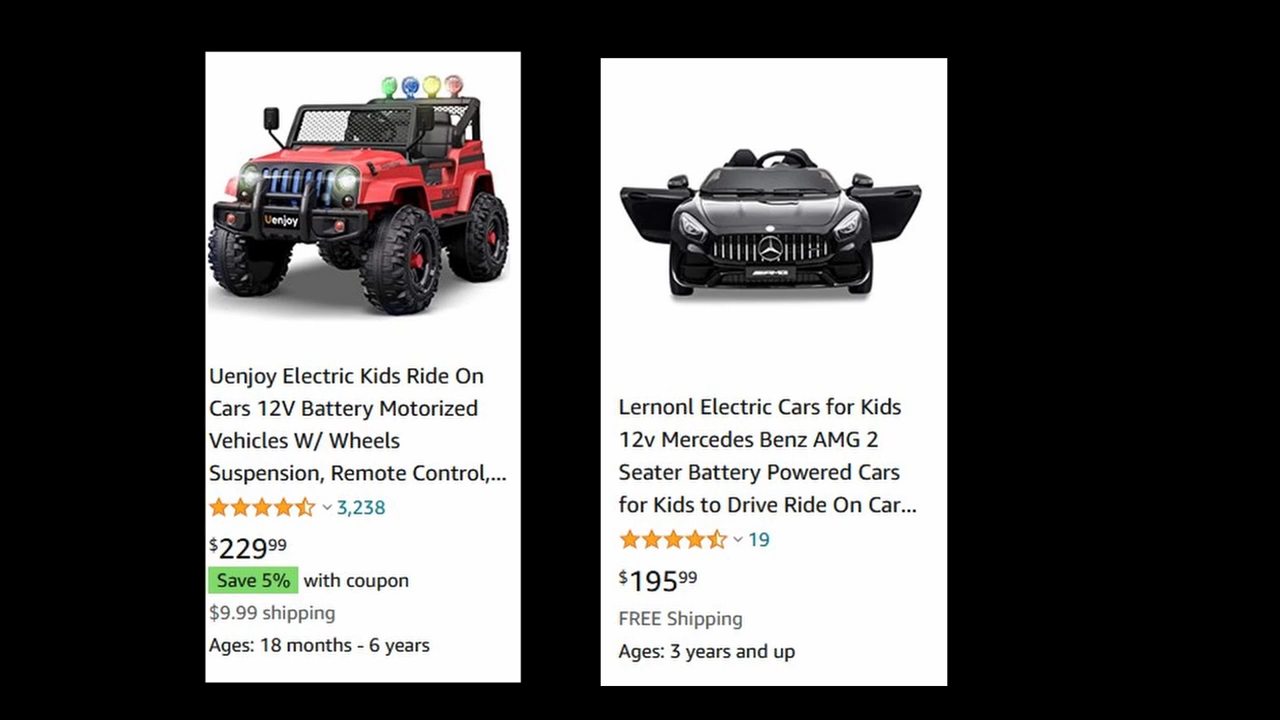 Uenjoy
Uenjoy Electric Kids Ride On
Cars 12V Battery Motorized
Vehicles W/ Wheels
Suspension, Remote Control,...
3,238
$229.99
Save 5% with coupon
$9.99 shipping
Ages: 18 months - 6 years
AMG
Lernonl Electric Cars for Kids
12v Mercedes Benz AMG 2
Seater Battery Powered Cars
for Kids to Drive Ride On Car...
19
$195.99
FREE Shipping
Ages: 3 years and up